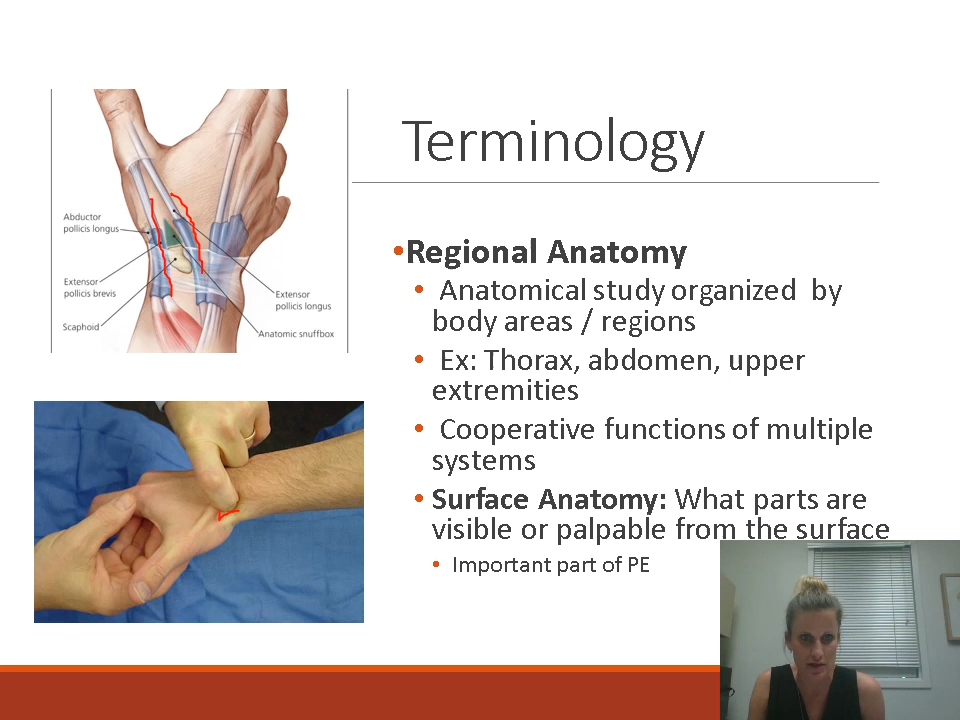 Terminology
Abductor
pollicis longus
Extensor
pollicis brevis
Scaphoid
Extensor
pollicis longus
Anatomic snuffbox
•Regional Anatomy
• Anatomical study organized by
body areas / regions
• Ex: Thorax, abdomen, upper
extremities
• Cooperative functions of multiple
systems
• Surface Anatomy: What parts are
visible or palpable from the surface
• Important part of PE